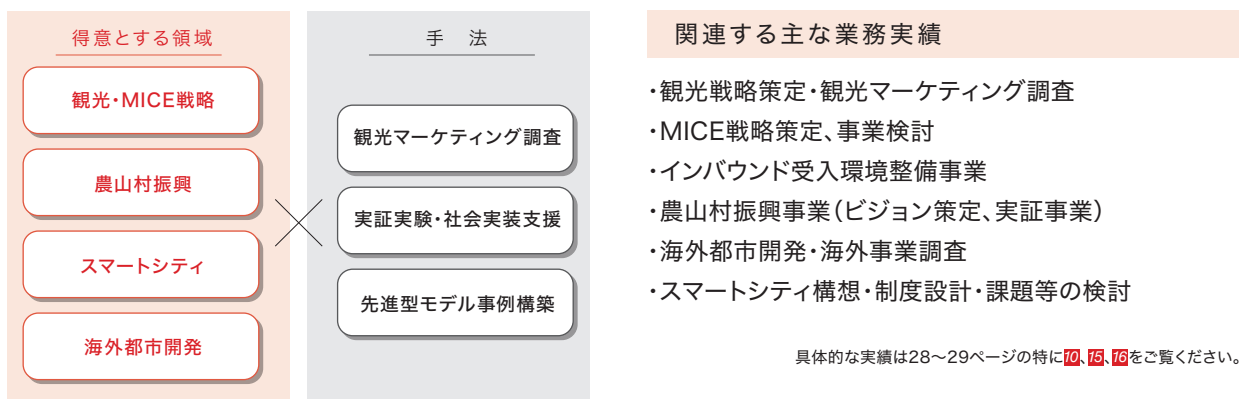 得意とする領域
観光・MICE戦略
農山村振興
スマートシティ
海外都市開発
手 法
観光マーケティング調査
実証実験・社会実装支援
先進型モデル事例構築
関連する主な業務実績
・観光戦略策定・観光マーケティング調査
・MICE戦略策定、事業検討
・インバウンド受入環境整備事業
・農山村振興事業(ビジョン策定、実証事業)
・海外都市開発・海外事業調査
・スマートシティ構想・制度設計・課題等の検討
具体的な実績は28〜29ページの特に10、15、16をご覧ください。